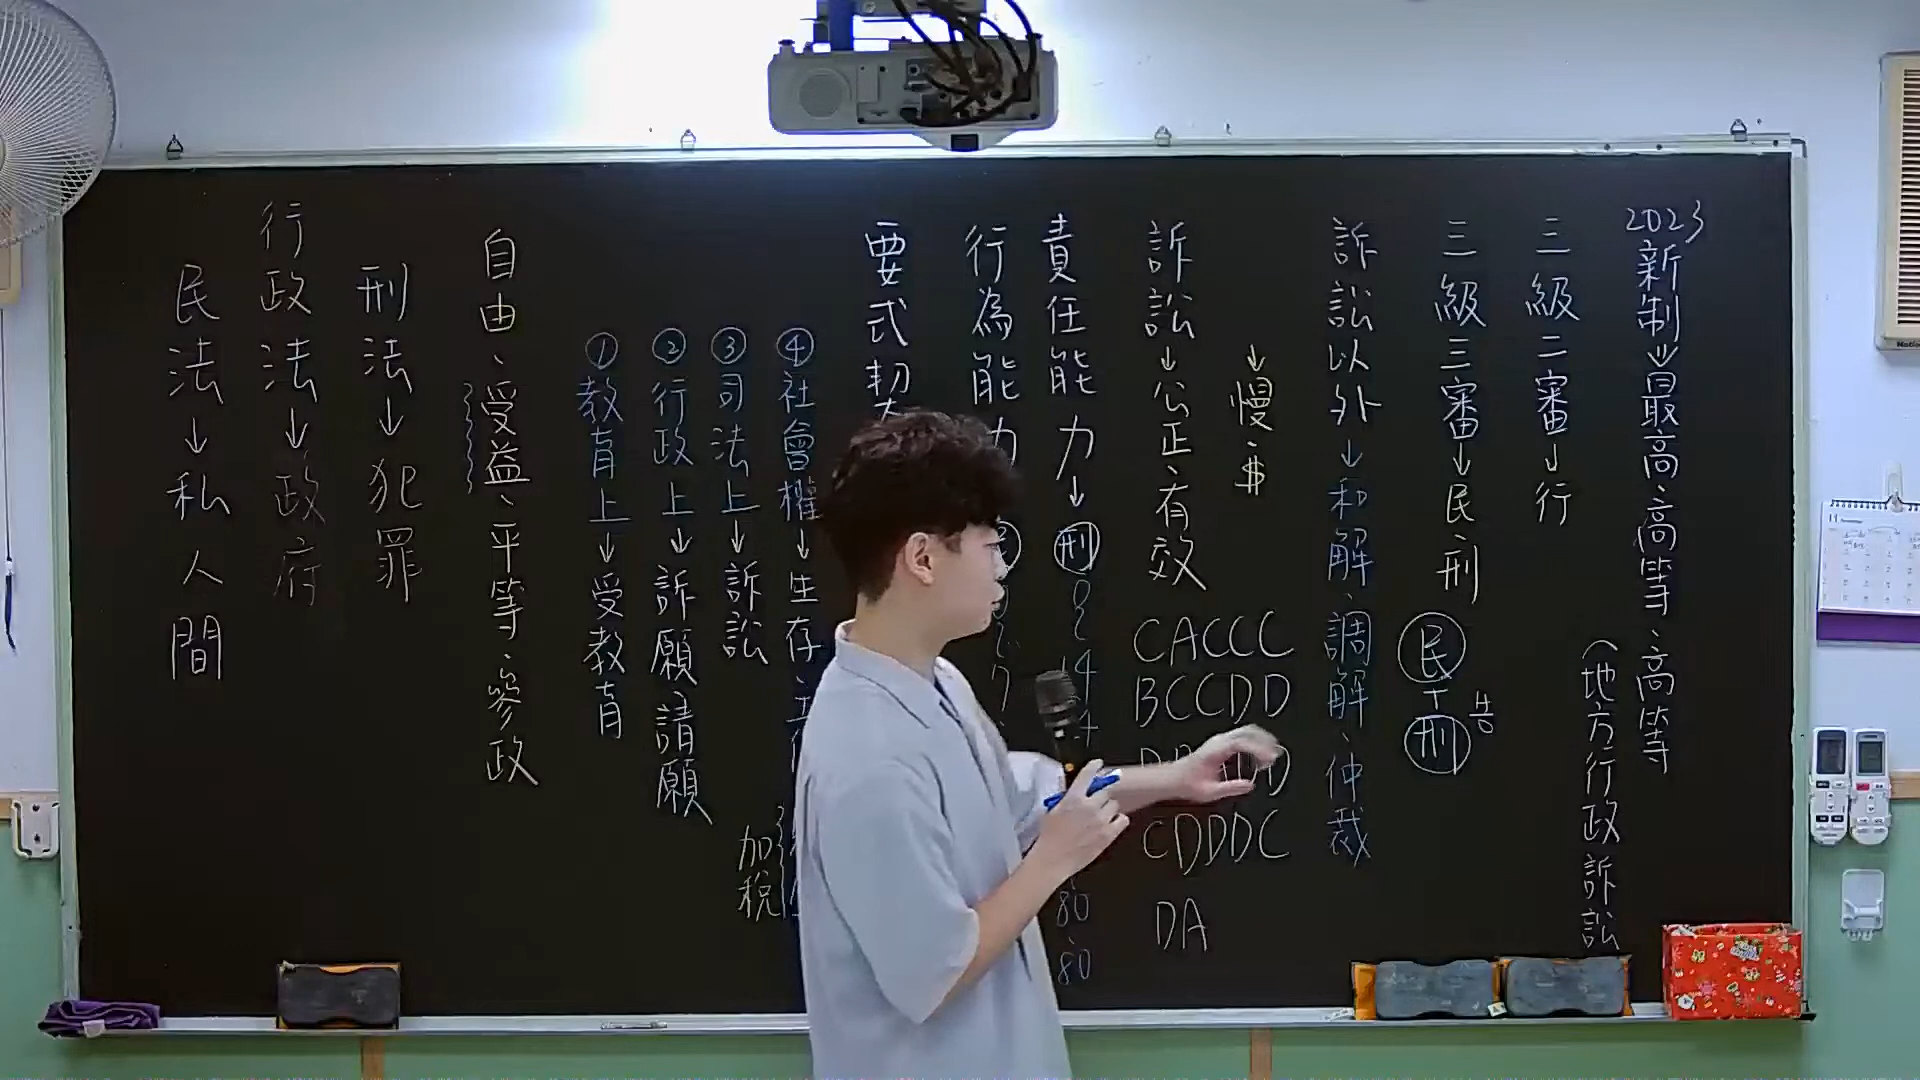 2023新制→最高、高等、高等
(地方行政訴訟
三級二審→行
三級三審→民、刑
民+刑
告
訴訟以外→和解、調解、仲裁
↓慢、$
訴訟→公正、有效
CACCC
BCCDD
CDDDC
DA
責任能力→刑
80、80
行為能力
要式契
④社會權→生存
③司法上→訴訟
②行政上→訴願、請願
①教育上→受教育
加稅
自由、受益、平等、參政
刑法→犯罪
行政法→政府
民法→私人間